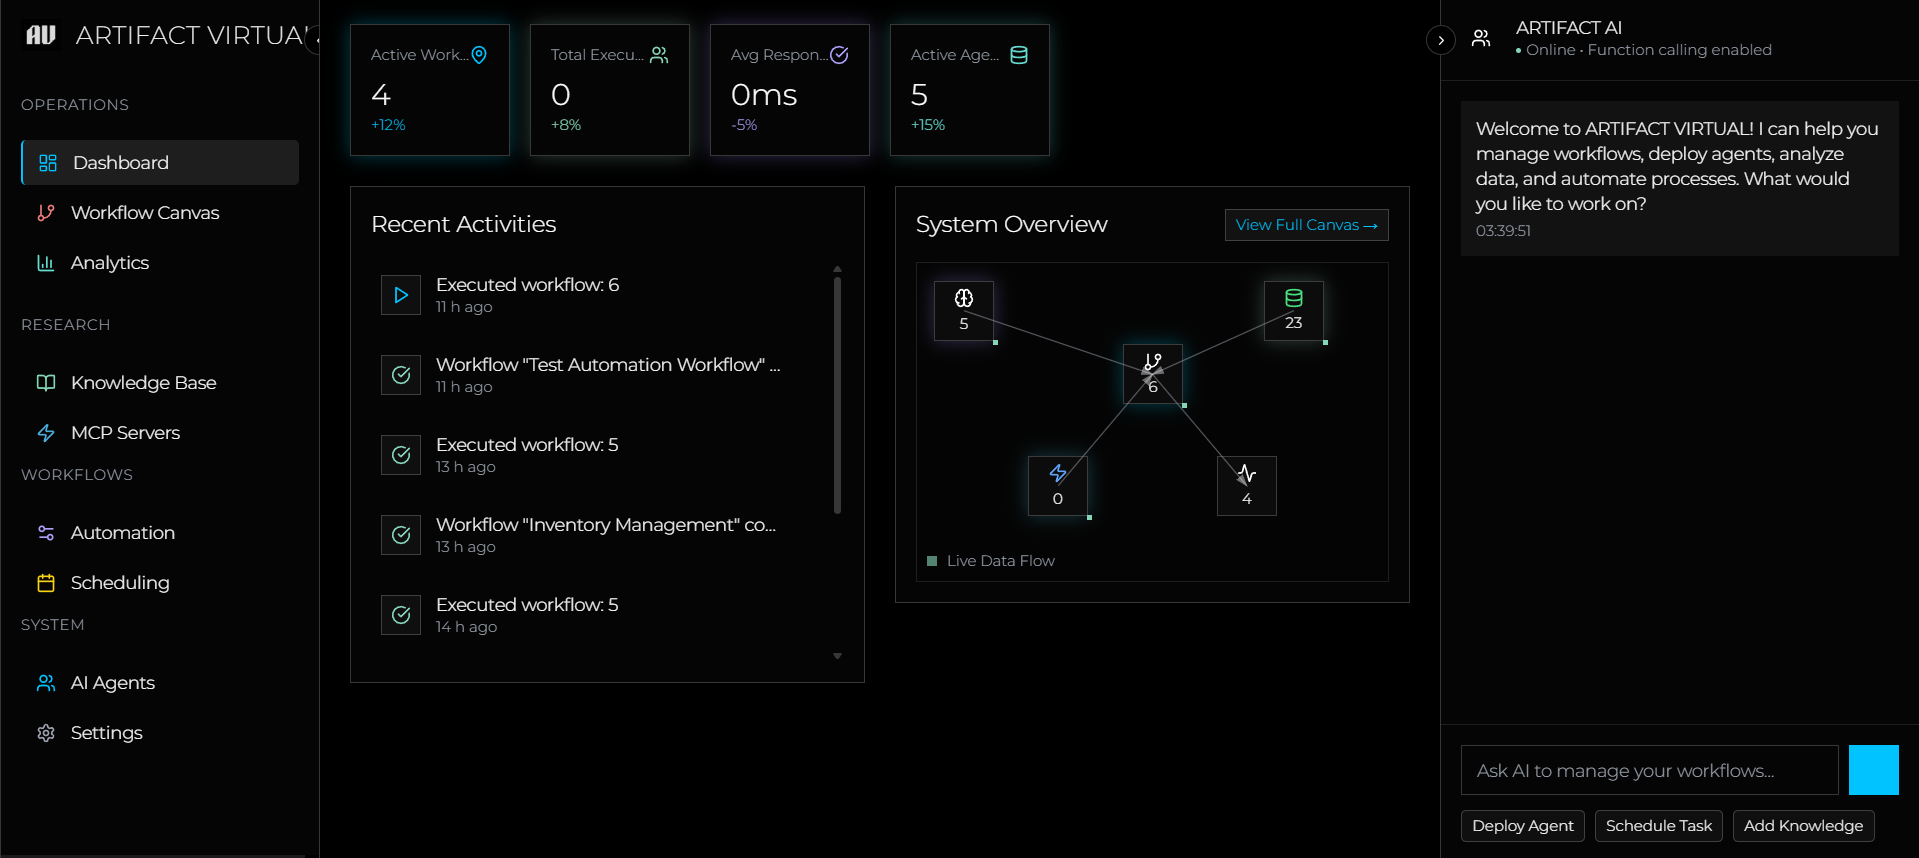 AU ARTIFACT VIRTUAL
OPERATIONS
Dashboard
Workflow Canvas
Analytics
RESEARCH
Knowledge Base
MCP Servers
WORKFLOWS
Automation
Scheduling
SYSTEM
AI Agents
Settings
Active Work...
4
+12%
Total Execu...
0
+8%
Avg Respon...
0ms
-5%
Active Age...
5
+15%
Recent Activities
Executed workflow: 6
11 h ago
Workflow "Test Automation Workflow" ...
11 h ago
Executed workflow: 5
13 h ago
Workflow "Inventory Management" co...
13 h ago
Executed workflow: 5
14 h ago
System Overview
View Full Canvas →
5
23
6
0
4
Live Data Flow
ARTIFACT AI
Online • Function calling enabled
Welcome to ARTIFACT VIRTUAL! I can help you
manage workflows, deploy agents, analyze
data, and automate processes. What would
you like to work on?
03:39:51
Ask AI to manage your workflows...
Deploy Agent
Schedule Task
Add Knowledge